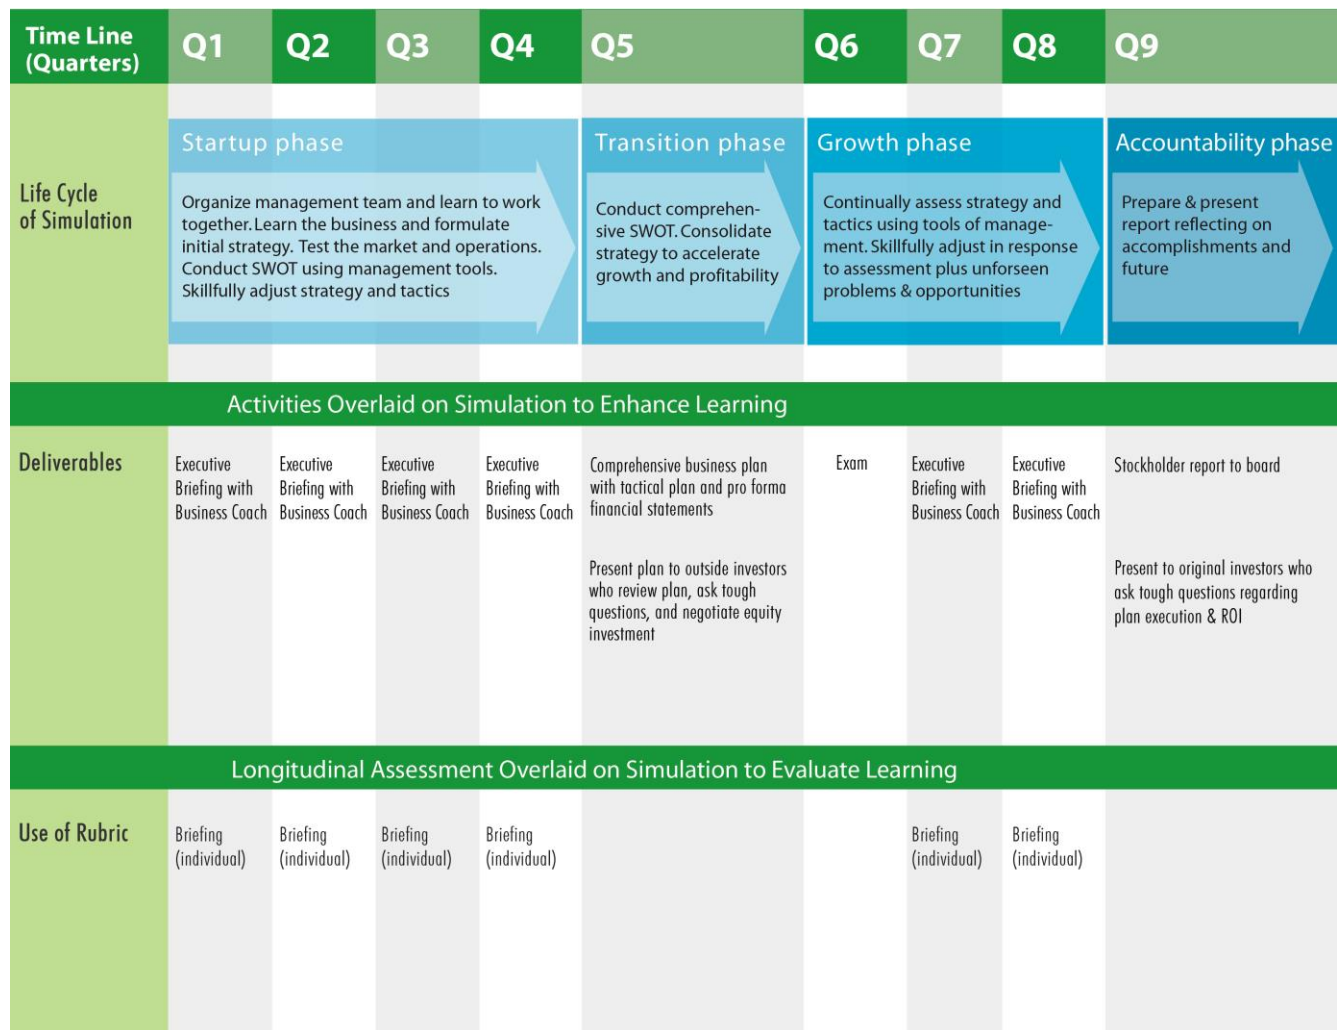 Time Line
(Quarters)
Q1
Q2
Q3
Q4
Q5
Q6
Q7
Q8
Q9
Life Cycle
of Simulation
Startup phase
Organize management team and learn to work
together. Learn the business and formulate
initial strategy. Test the market and operations.
Conduct SWOT using management tools.
Skillfully adjust strategy and tactics
Transition phase
Conduct comprehen-
sive SWOT. Consolidate
strategy to accelerate
growth and profitability
Growth phase
Continually assess strategy and
tactics using tools of manage-
ment. Skillfully adjust in response
to assessment plus unforseen
problems & opportunities
Accountability phase
Prepare & present
report reflecting on
accomplishments and
future
Activities Overlaid on Simulation to Enhance Learning
Deliverables
Executive
Briefing with
Business Coach
Executive
Briefing with
Business Coach
Executive
Briefing with
Business Coach
Executive
Briefing with
Business Coach
Comprehensive business plan
with tactical plan and pro forma
financial statements
Present plan to outside investors
who review plan, ask tough
questions, and negotiate equity
investment
Exam
Executive
Briefing with
Business Coach
Executive
Briefing with
Business Coach
Stockholder report to board
Present to original investors who
ask tough questions regarding
plan execution & ROI
Longitudinal Assessment Overlaid on Simulation to Evaluate Learning
Use of Rubric
Briefing
(individual)
Briefing
(individual)
Briefing
(individual)
Briefing
(individual)
Briefing
(individual)
Briefing
(individual)